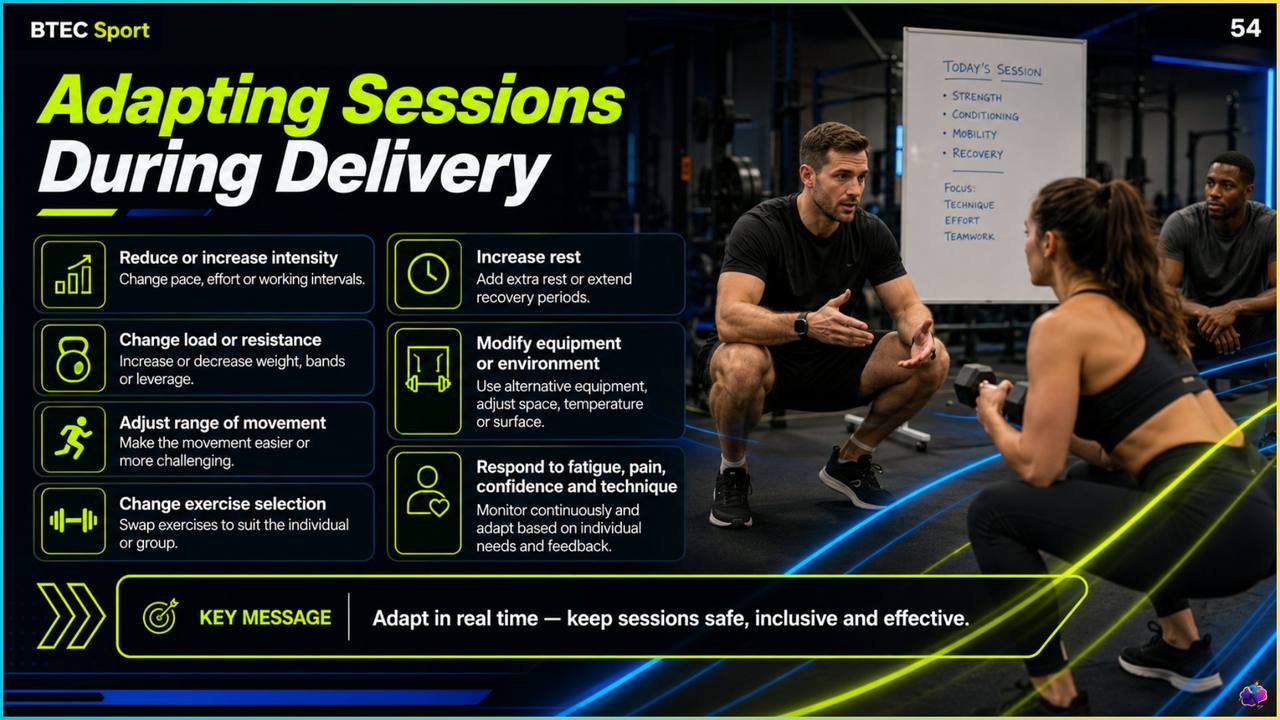 BTEC Sport
54
Adapting Sessions
During Delivery
Reduce or increase intensity
Change pace, effort or working intervals.
Change load or resistance
Increase or decrease weight, bands
or leverage.
Adjust range of movement
Make the movement easier or
more challenging.
Change exercise selection
Swap exercises to suit the individual
or group.
Increase rest
Add extra rest or extend
recovery periods.
Modify equipment
or environment
Use alternative equipment,
adjust space, temperature
or surface.
Respond to fatigue, pain,
confidence and technique
Monitor continuously and
adapt based on individual
needs and feedback.
TODAY'S SESSION
• STRENGTH
• CONDITIONING
• MOBILITY
• RECOVERY
FOCUS:
TECHNIQUE
EFFORT
TEAMWORK
KEY MESSAGE
Adapt in real time — keep sessions safe, inclusive and effective.